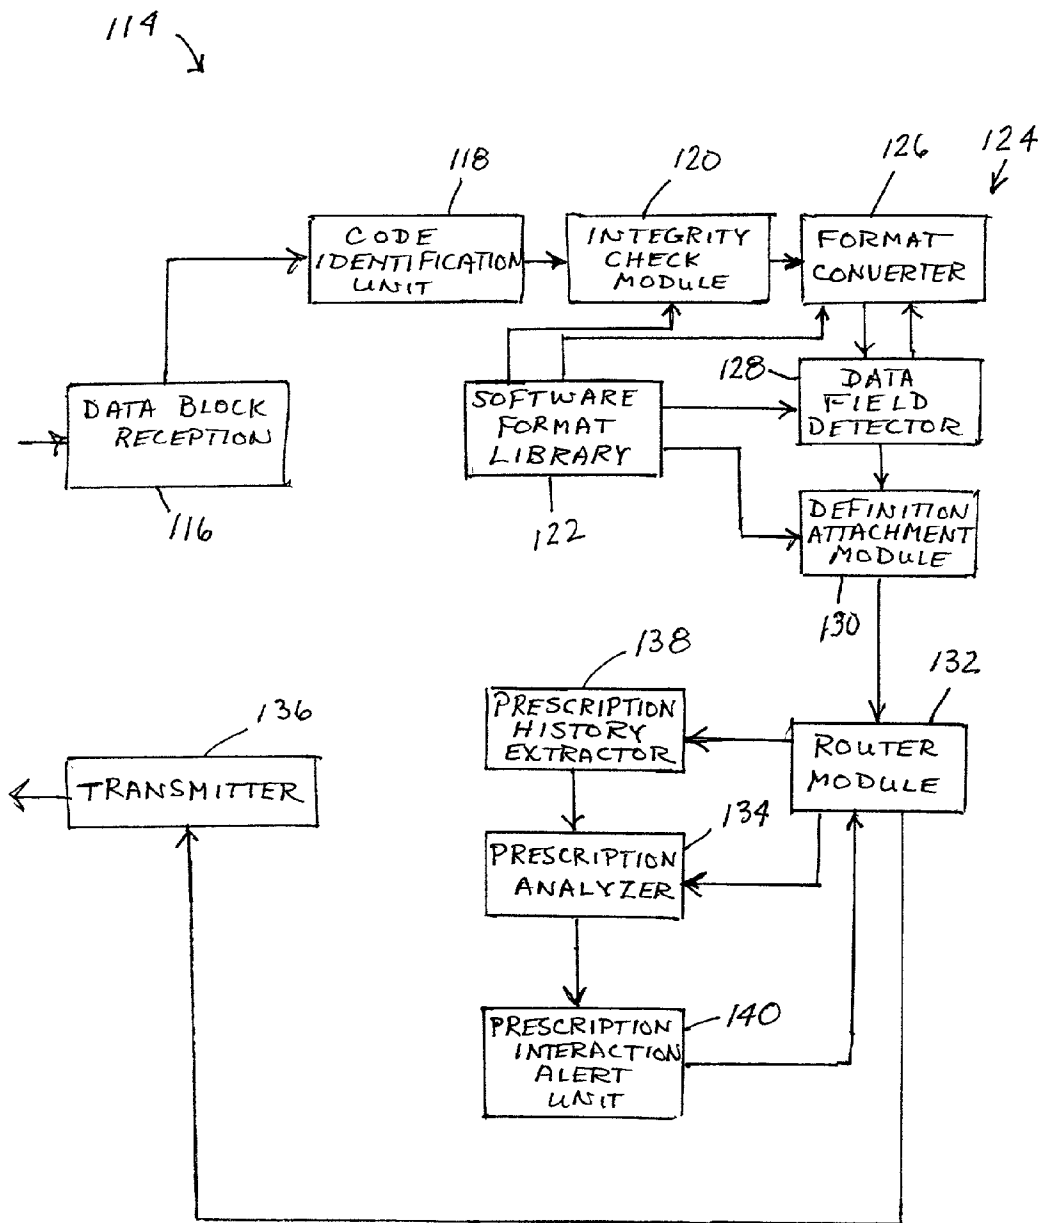 114
124
118
120
126
CODE
IDENTIFICATION
UNIT
INTEGRITY
CHECK
MODULE
FORMAT
CONVERTER
128
DATA
FIELD
DETECTOR
DATA BLOCK
RECEPTION
116
SOFTWARE
FORMAT
LIBRARY
122
DEFINITION
ATTACHMENT
MODULE
130
138
132
PRESCRIPTION
HISTORY
EXTRACTOR
ROUTER
MODULE
136
TRANSMITTER
134
PRESCRIPTION
ANALYZER
140
PRESCRIPTION
INTERACTION
ALERT
UNIT